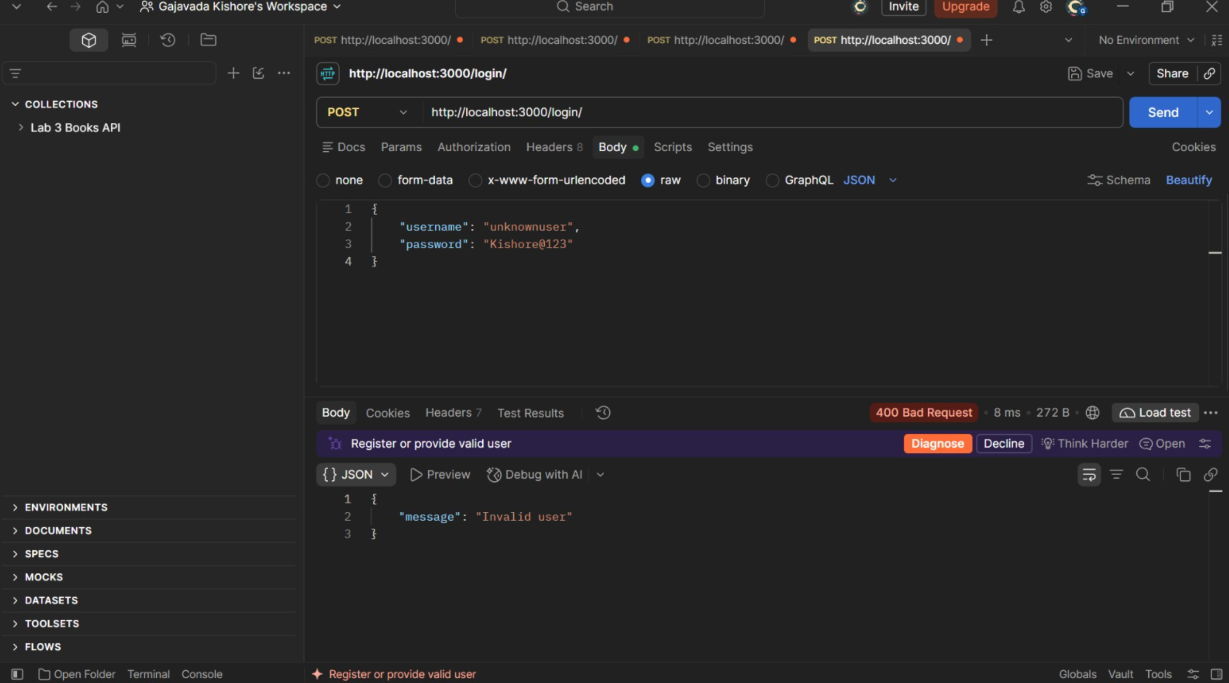 Gajavada Kishore's Workspace
Search
Invite
Upgrade
POST http://localhost:3000/
POST http://localhost:3000/
POST http://localhost:3000/
POST http://localhost:3000/
No Environment
HTTP http://localhost:3000/login/
Save
Share
COLLECTIONS
Lab 3 Books API
POST
http://localhost:3000/login/
Send
Docs Params Authorization Headers 8 Body Scripts Settings Cookies
none form-data x-www-form-urlencoded raw binary GraphQL JSON Schema Beautify
1 {
2 "username": "unknownuser",
3 "password": "Kishore@123"
4 }
Body Cookies Headers 7 Test Results 400 Bad Request 8 ms 272 B Load test
Register or provide valid user Diagnose Decline Think Harder Open
{} JSON Preview Debug with AI
1 {
2 "message": "Invalid user"
3 }
ENVIRONMENTS
DOCUMENTS
SPECS
MOCKS
DATASETS
TOOLSETS
FLOWS
Open Folder Terminal Console Register or provide valid user Globals Vault Tools